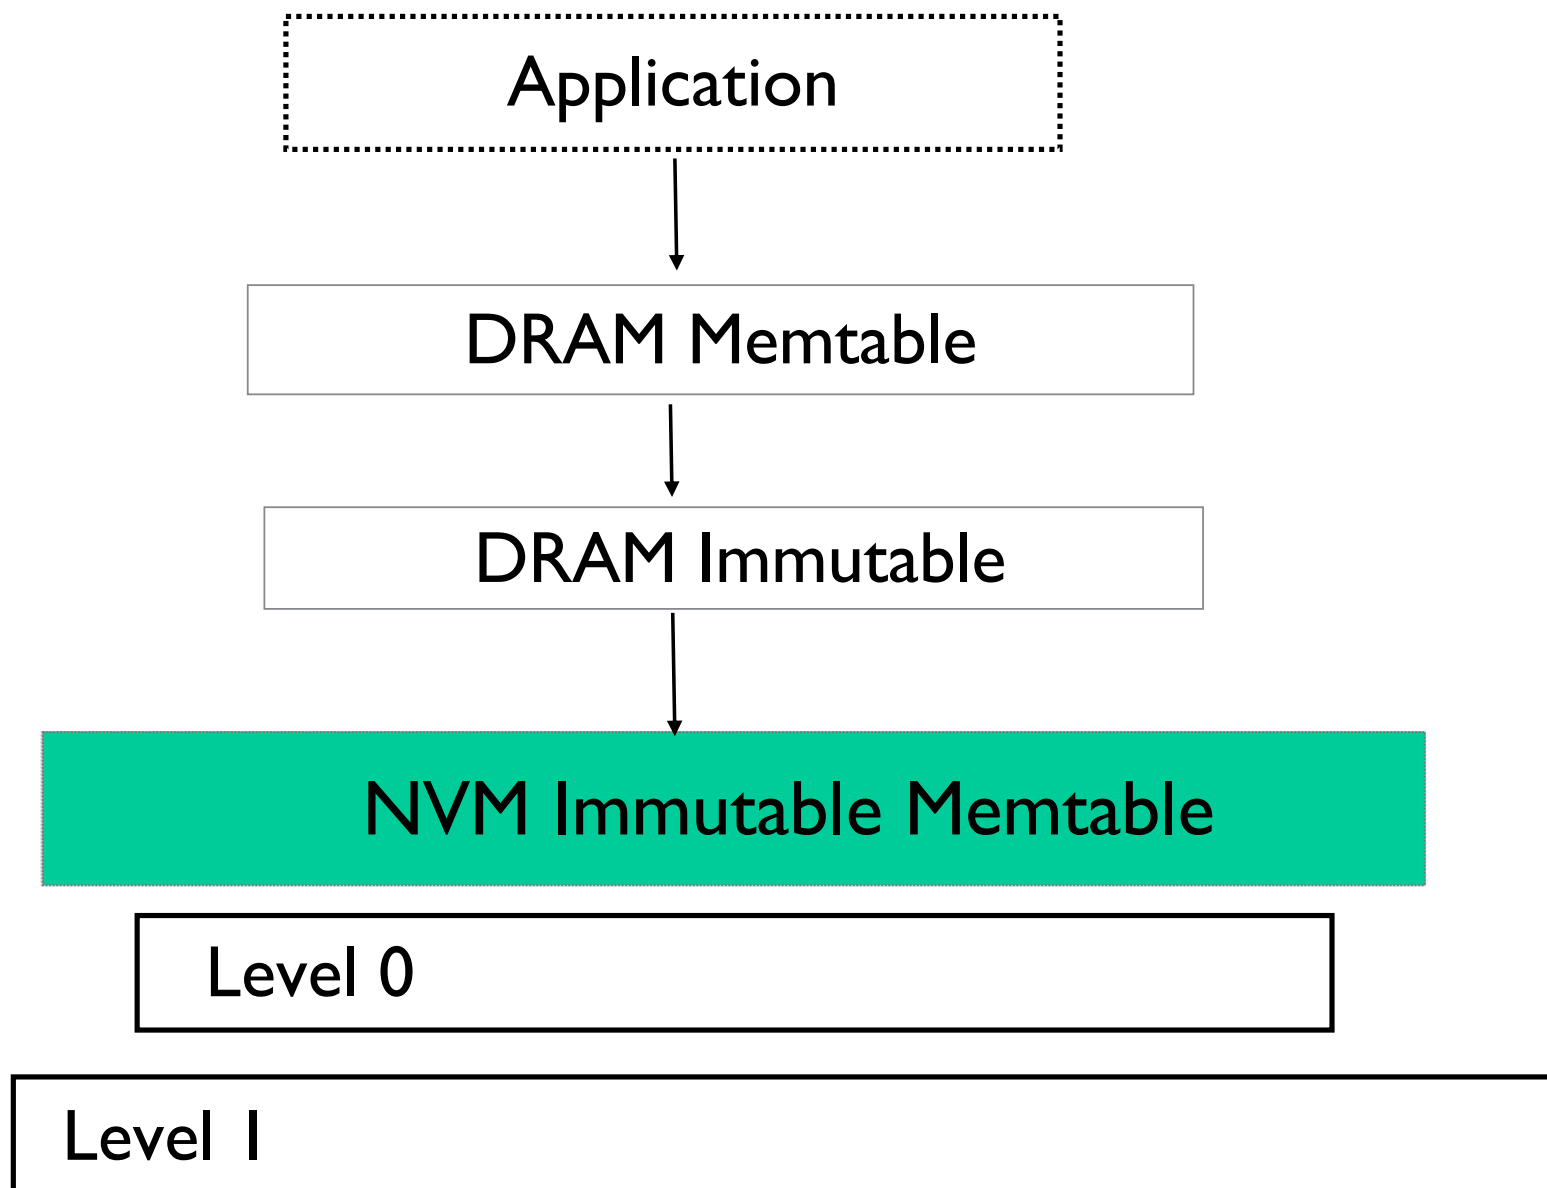 Application
DRAM Memtable
DRAM Immutable
NVM Immutable Memtable
Level 0
Level 1